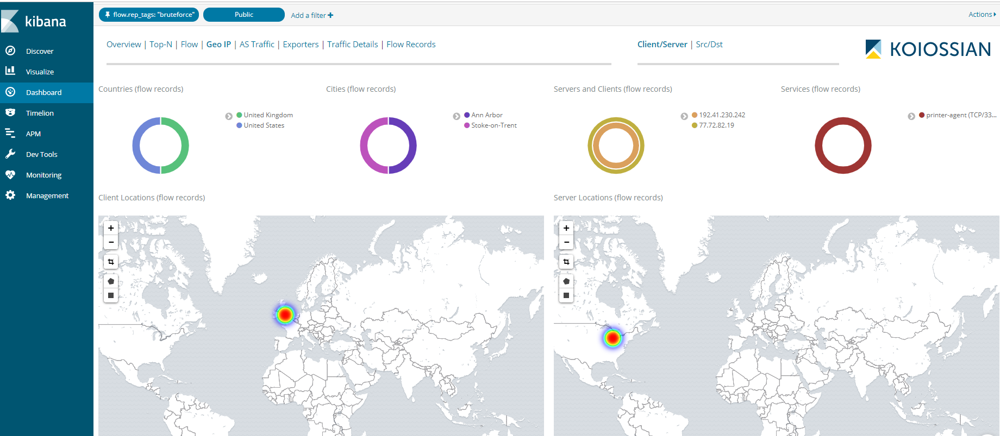 kibana
Discover
Visualize
Dashboard
Timelion
APM
Dev Tools
Monitoring
Management
flow.rep_tags: "bruteforce"
Public
Add a filter +
Actions
Overview | Top-N | Flow | Geo IP | AS Traffic | Exporters | Traffic Details | Flow Records
Client/Server | Src/Dst
KOIOSSIAN
Countries (flow records)
United Kingdom
United States
Cities (flow records)
Ann Arbor
Stoke-on-Trent
Servers and Clients (flow records)
192.41.230.242
77.72.82.19
Services (flow records)
printer-agent (TCP/33...
Client Locations (flow records)
+
−
Server Locations (flow records)
+
−